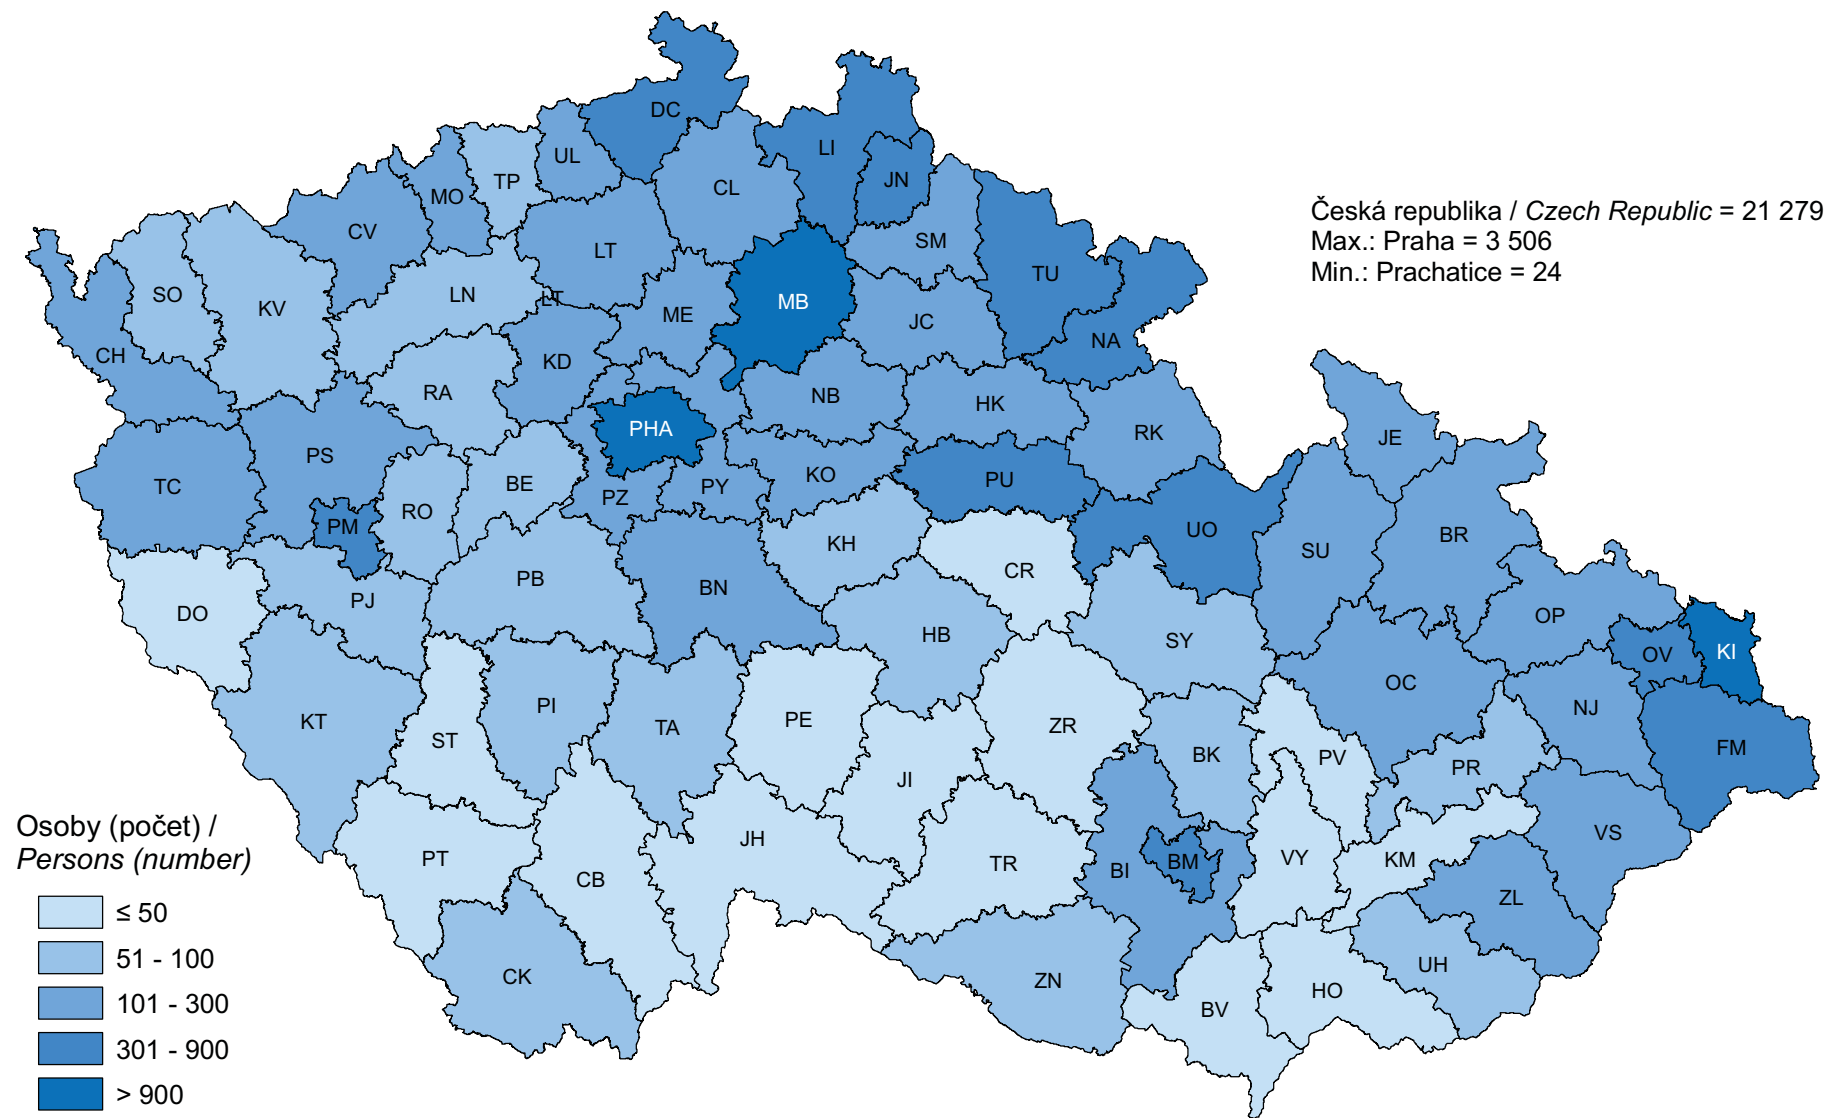 DC
LI
UL
TP
JN
CL
MO
CV
SM
LT
TU
SO
KV
LN
LT
MB
ME
JC
NA
CH
KD
RA
NB
HK
PHA
RK
JE
PS
TC
BE
PZ
PY
KO
PU
RO
PM
UO
BR
SU
KH
CR
PB
BN
PJ
DO
OP
HB
SY
OV
KI
OC
PI
KT
TA
PE
ZR
NJ
ST
BK
PV
PR
FM
JI
JH
VS
PT
CB
TR
BI
BM
VY
KM
ZL
CK
ZN
UH
HO
BV
Česká republika / Czech Republic = 21 279
Max.: Praha = 3 506
Min.: Prachatice = 24
Osoby (počet) /
Persons (number)
≤ 50
51 - 100
101 - 300
301 - 900
> 900